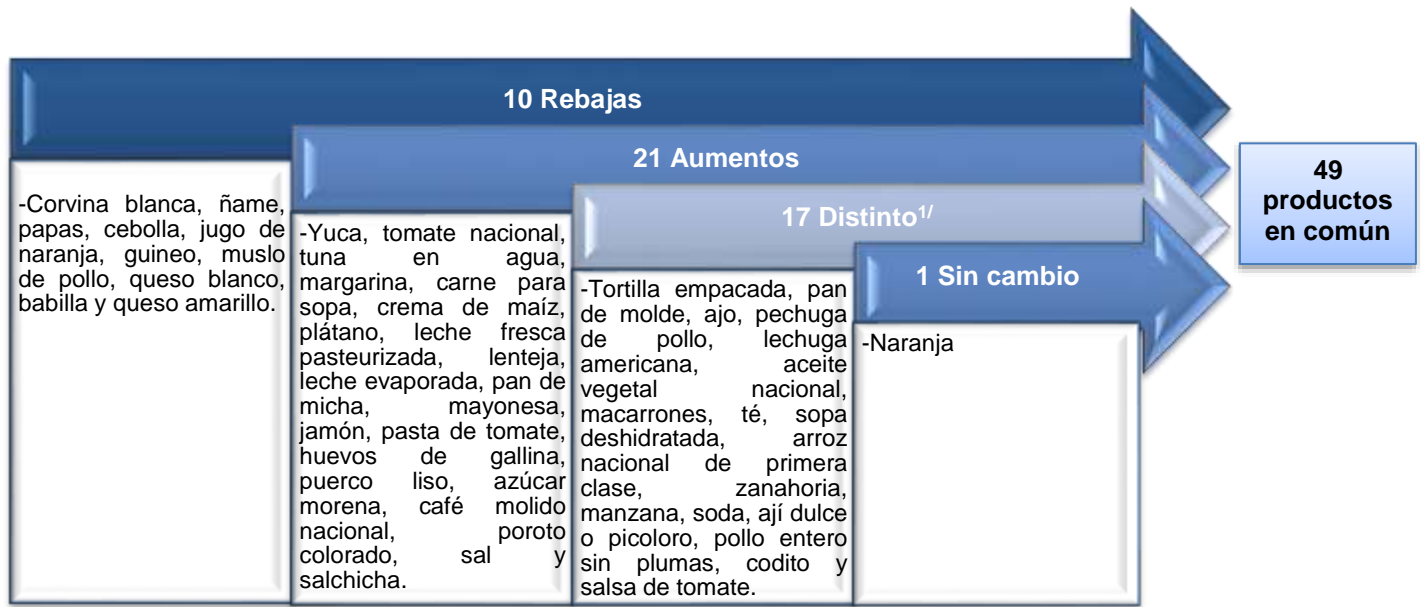 10 Rebajas
-Corvina blanca, ñame,
papas, cebolla, jugo de
naranja, guineo, muslo
de pollo, queso blanco,
babilla y queso amarillo.
21 Aumentos
-Yuca, tomate nacional,
tuna en agua,
margarina, carne para
sopa, crema de maíz,
plátano, leche fresca
pasteurizada, lenteja,
leche evaporada, pan de
micha, mayonesa,
jamón, pasta de tomate,
huevos de gallina,
puerco liso, azúcar
morena, café molido
nacional, poroto
colorado, sal y
salchicha.
17 Distinto1/
-Tortilla empacada, pan
de molde, ajo, pechuga
de pollo, lechuga
americana, aceite
vegetal nacional,
macarrones, té, sopa
deshidratada, arroz
nacional de primera
clase, zanahoria,
manzana, soda, ají dulce
o picoloro, pollo entero
sin plumas, codito y
salsa de tomate.
1 Sin cambio
-Naranja
49
productos
en común